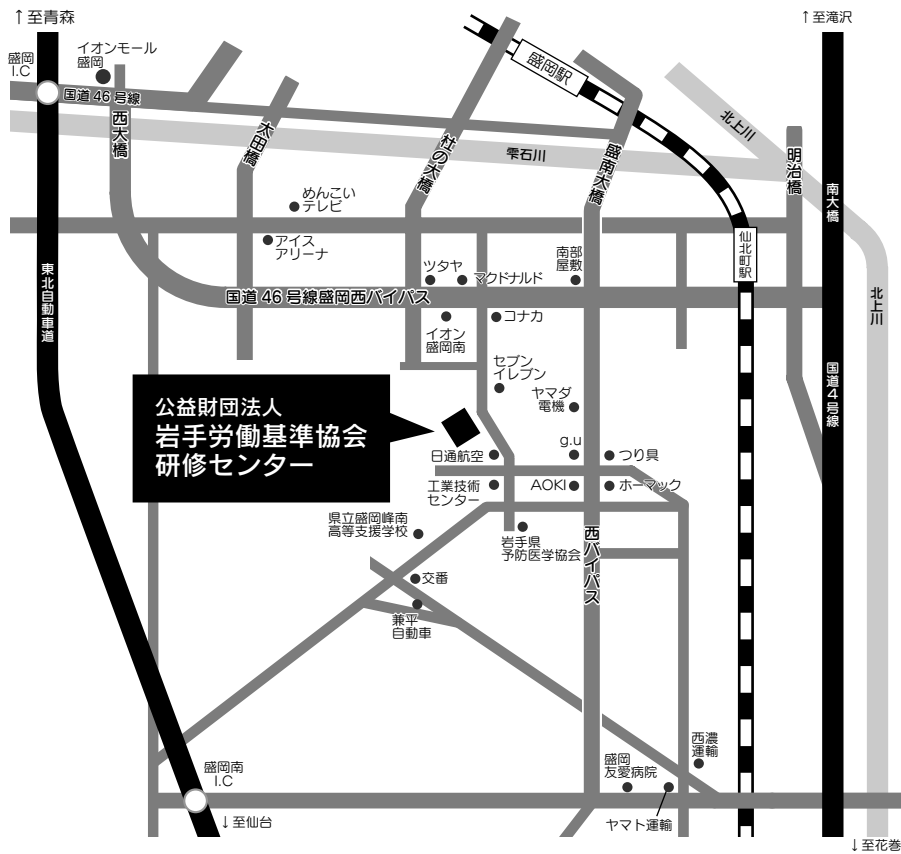 ↑至青森
↑至滝沢
盛岡
I.C
イオンモール
盛岡
国道46号線
西大橋
太田橋
杜の大橋
盛岡駅
盛南大橋
北上川
明治橋
雫石川
南大橋
めんこい
テレビ
アイス
アリーナ
仙北町駅
東北自動車道
ツタヤ
マクドナルド
南部
屋敷
国道46号線盛岡西バイパス
北上川
イオン
盛岡南
コナカ
セブン
イレブン
ヤマダ
電機
国道4号線
公益財団法人
岩手労働基準協会
研修センター
日通航空
g.u
つり具
工業技術
センター
AOKI
ホーマック
県立盛岡峰南
高等支援学校
岩手県
予防医学協会
西バイパス
交番
兼平
自動車
盛岡南
I.C
西濃
運輸
盛岡
友愛病院
ヤマト運輸
↓至仙台
↓至花巻